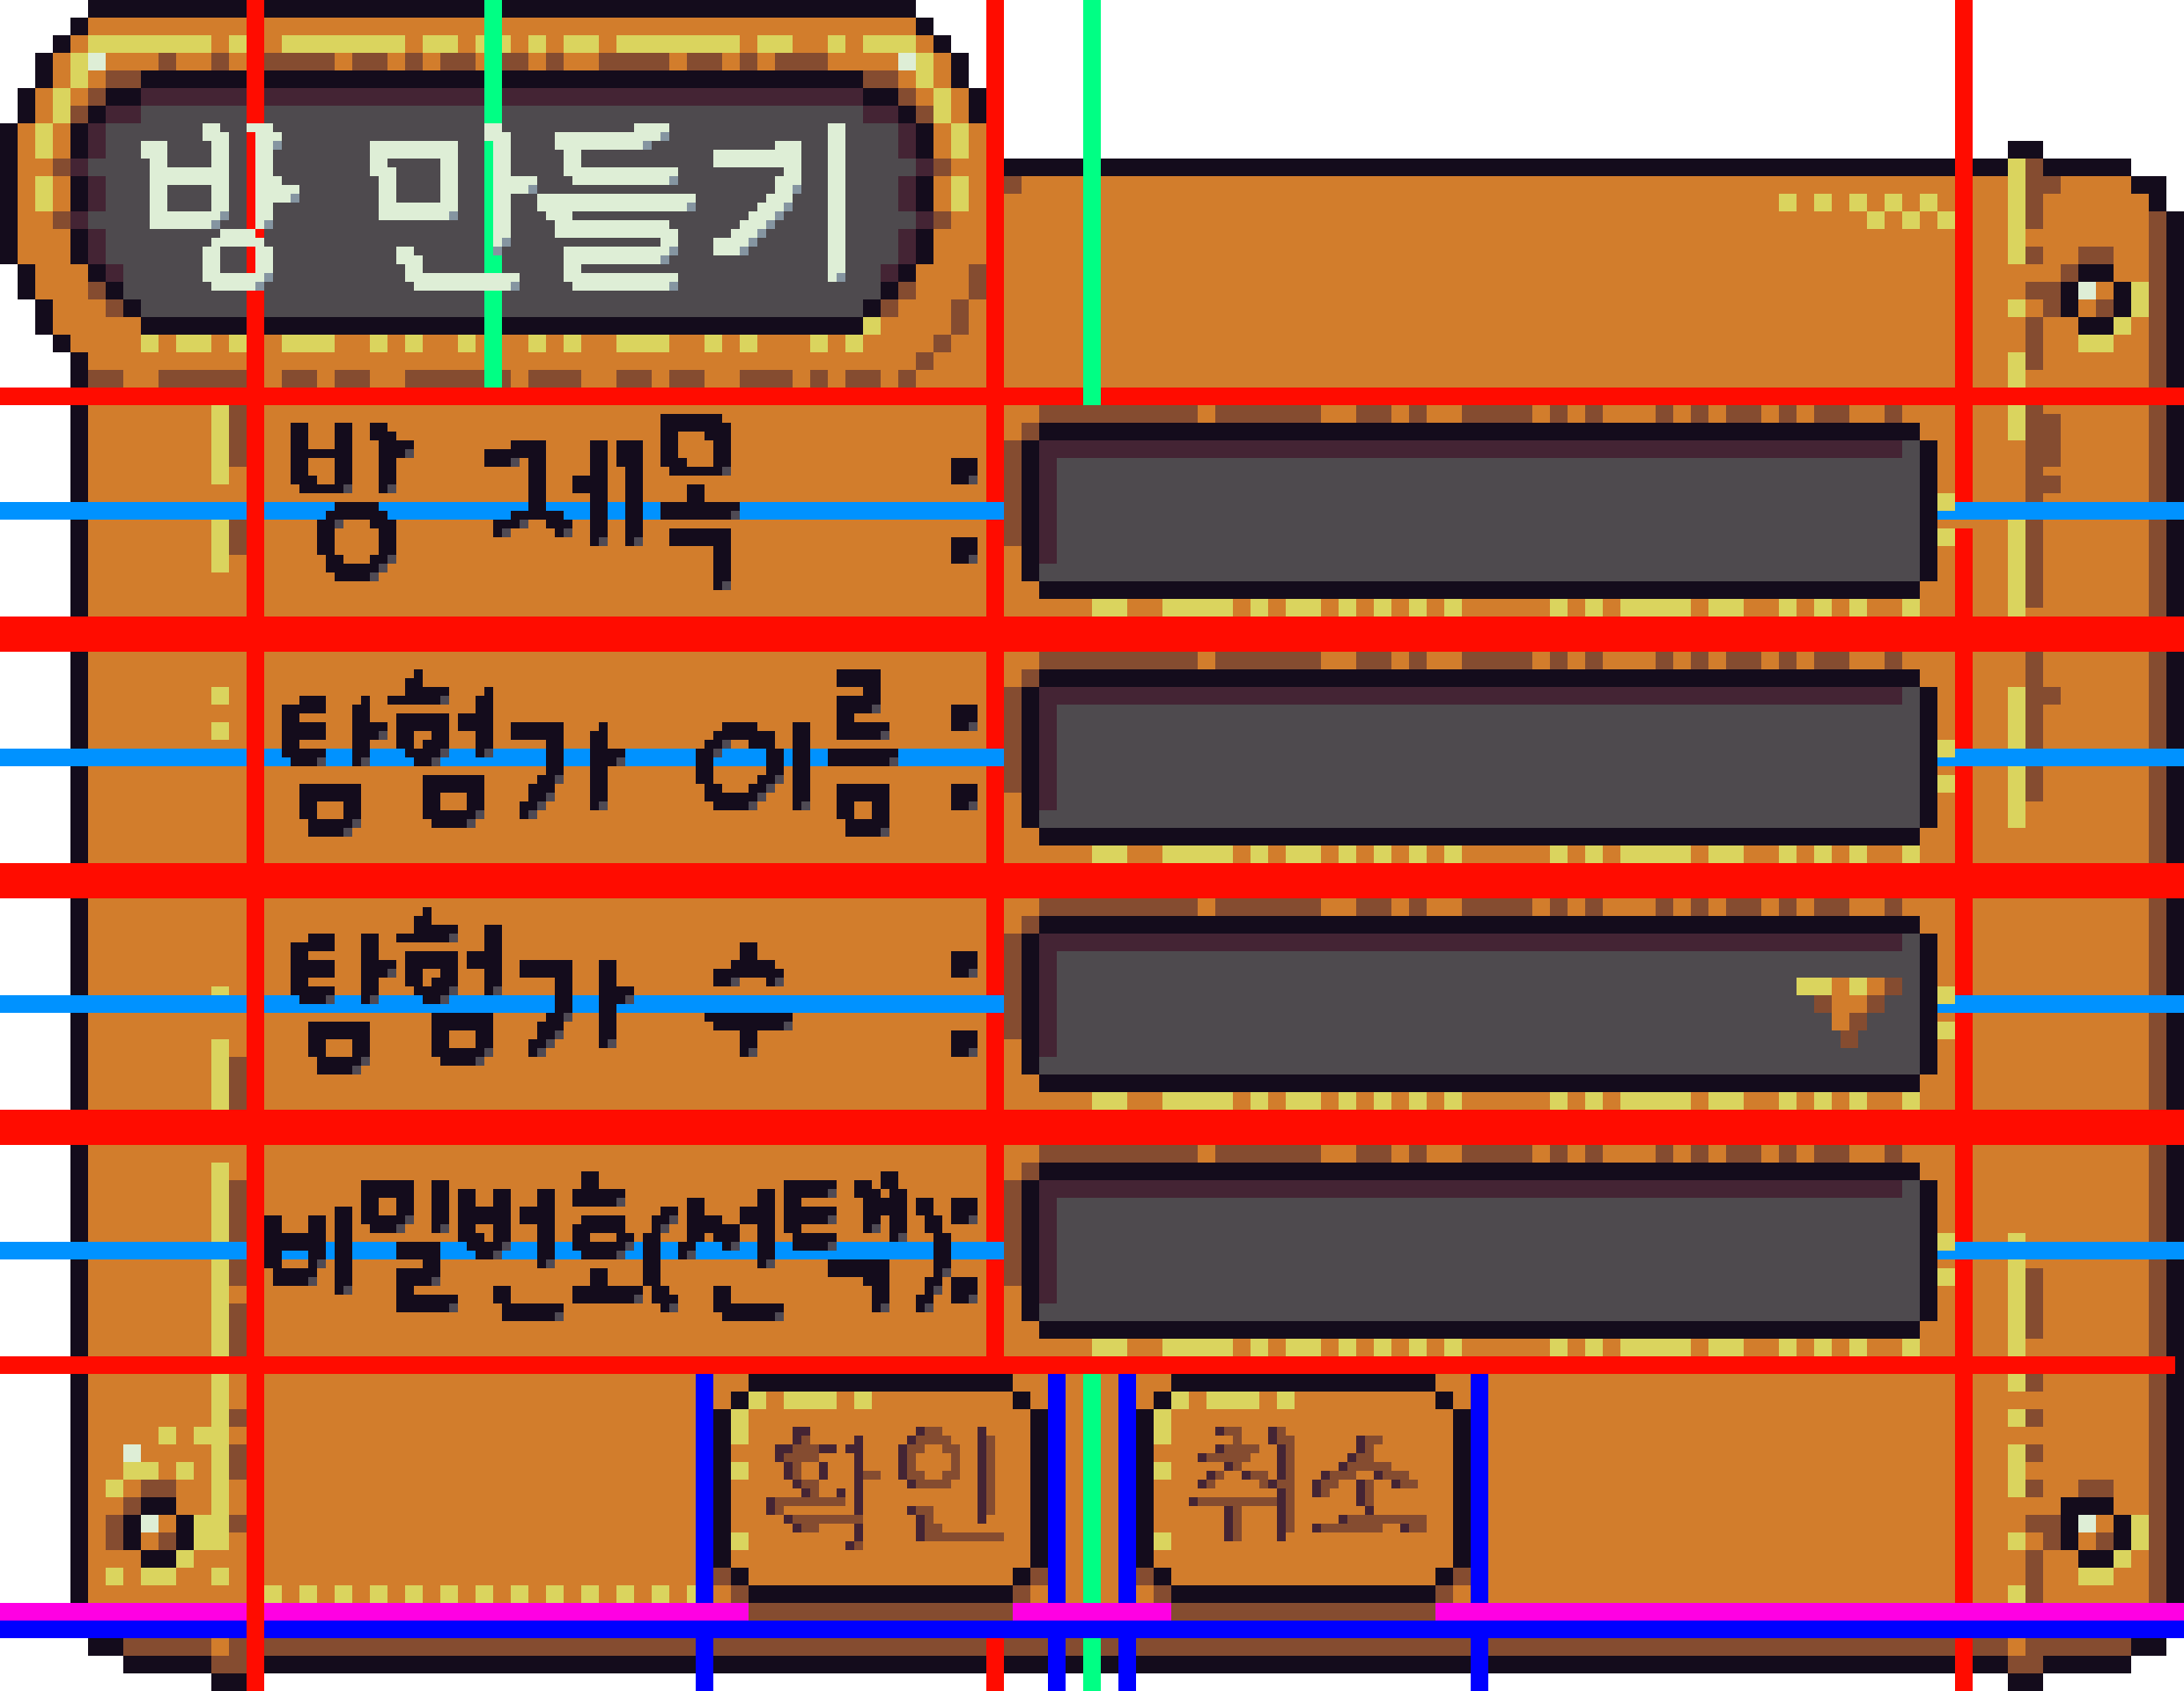 방 만들기
방 제목 :
탐험가 이름 :
탐험가 수 :
비밀번호(선택):
확인 취소